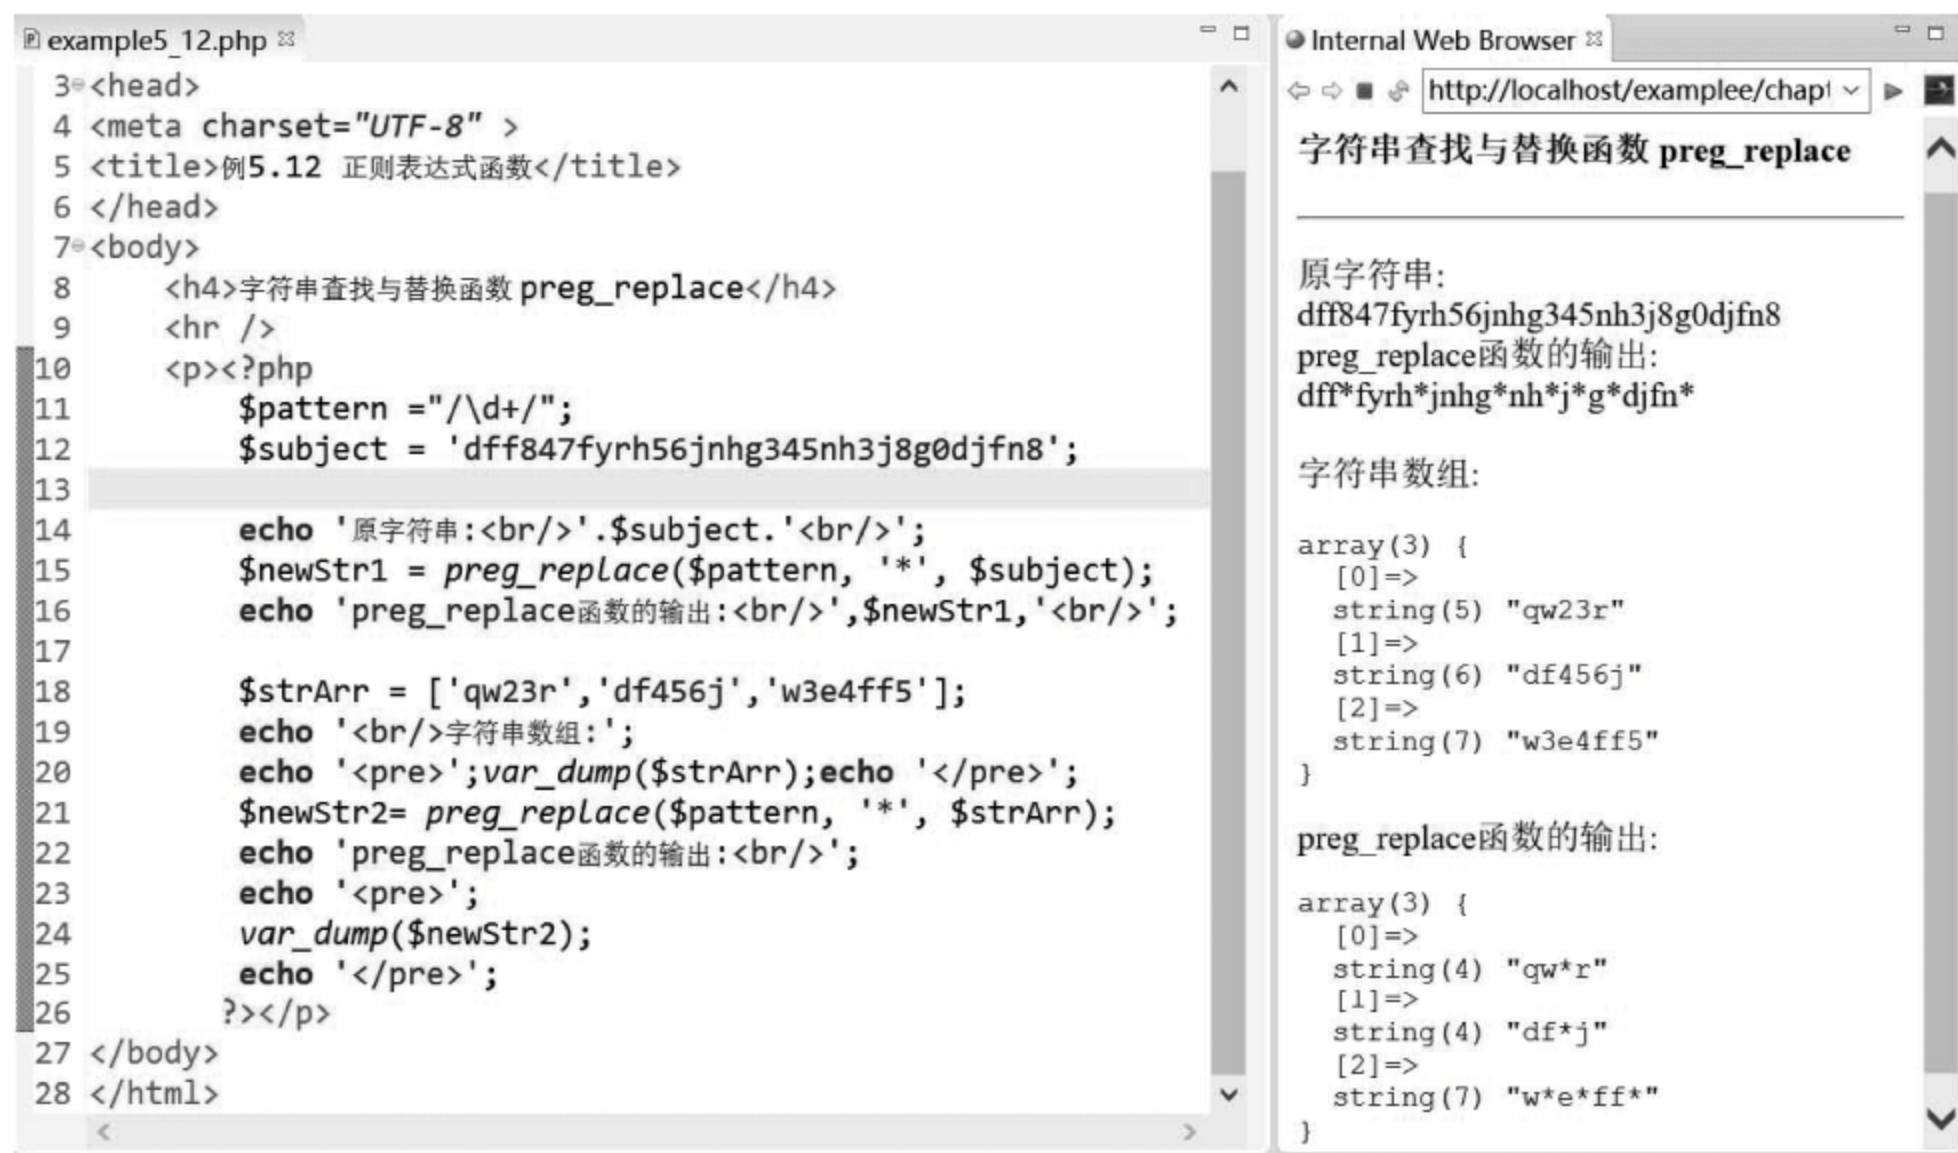 example5_12.php
3 <head>
4 <meta charset="UTF-8" >
5 <title>例5.12 正则表达式函数</title>
6 </head>
7 <body>
8 <h4>字符串查找与替换函数 preg_replace</h4>
9 <hr />
10 <p><?php
11 $pattern ="/\d+/";
12 $subject = 'dff847fyrh56jnhg345nh3j8g0djfn8';
13
14 echo '原字符串:<br/>'.$subject.'<br/>';
15 $newStr1 = preg_replace($pattern, '*', $subject);
16 echo 'preg_replace函数的输出:<br/>',$newStr1,'<br/>';
17
18 $strArr = ['qw23r','df456j','w3e4ff5'];
19 echo '<br/>字符串数组:';
20 echo '<pre>';var_dump($strArr);echo '</pre>';
21 $newStr2= preg_replace($pattern, '*', $strArr);
22 echo 'preg_replace函数的输出:<br/>';
23 echo '<pre>';
24 var_dump($newStr2);
25 echo '</pre>';
26 ?></p>
27 </body>
28 </html>
Internal Web Browser
http://localhost/examplee/chapt
字符串查找与替换函数 preg_replace
原字符串:
dff847fyrh56jnhg345nh3j8g0djfn8
preg_replace函数的输出:
dff*fyrh*jnhg*nh*j*g*djfn*
字符串数组:
array(3) {
[0]=>
string(5) "qw23r"
[1]=>
string(6) "df456j"
[2]=>
string(7) "w3e4ff5"
}
preg_replace函数的输出:
array(3) {
[0]=>
string(4) "qw*r"
[1]=>
string(4) "df*j"
[2]=>
string(7) "w*e*ff*"
}